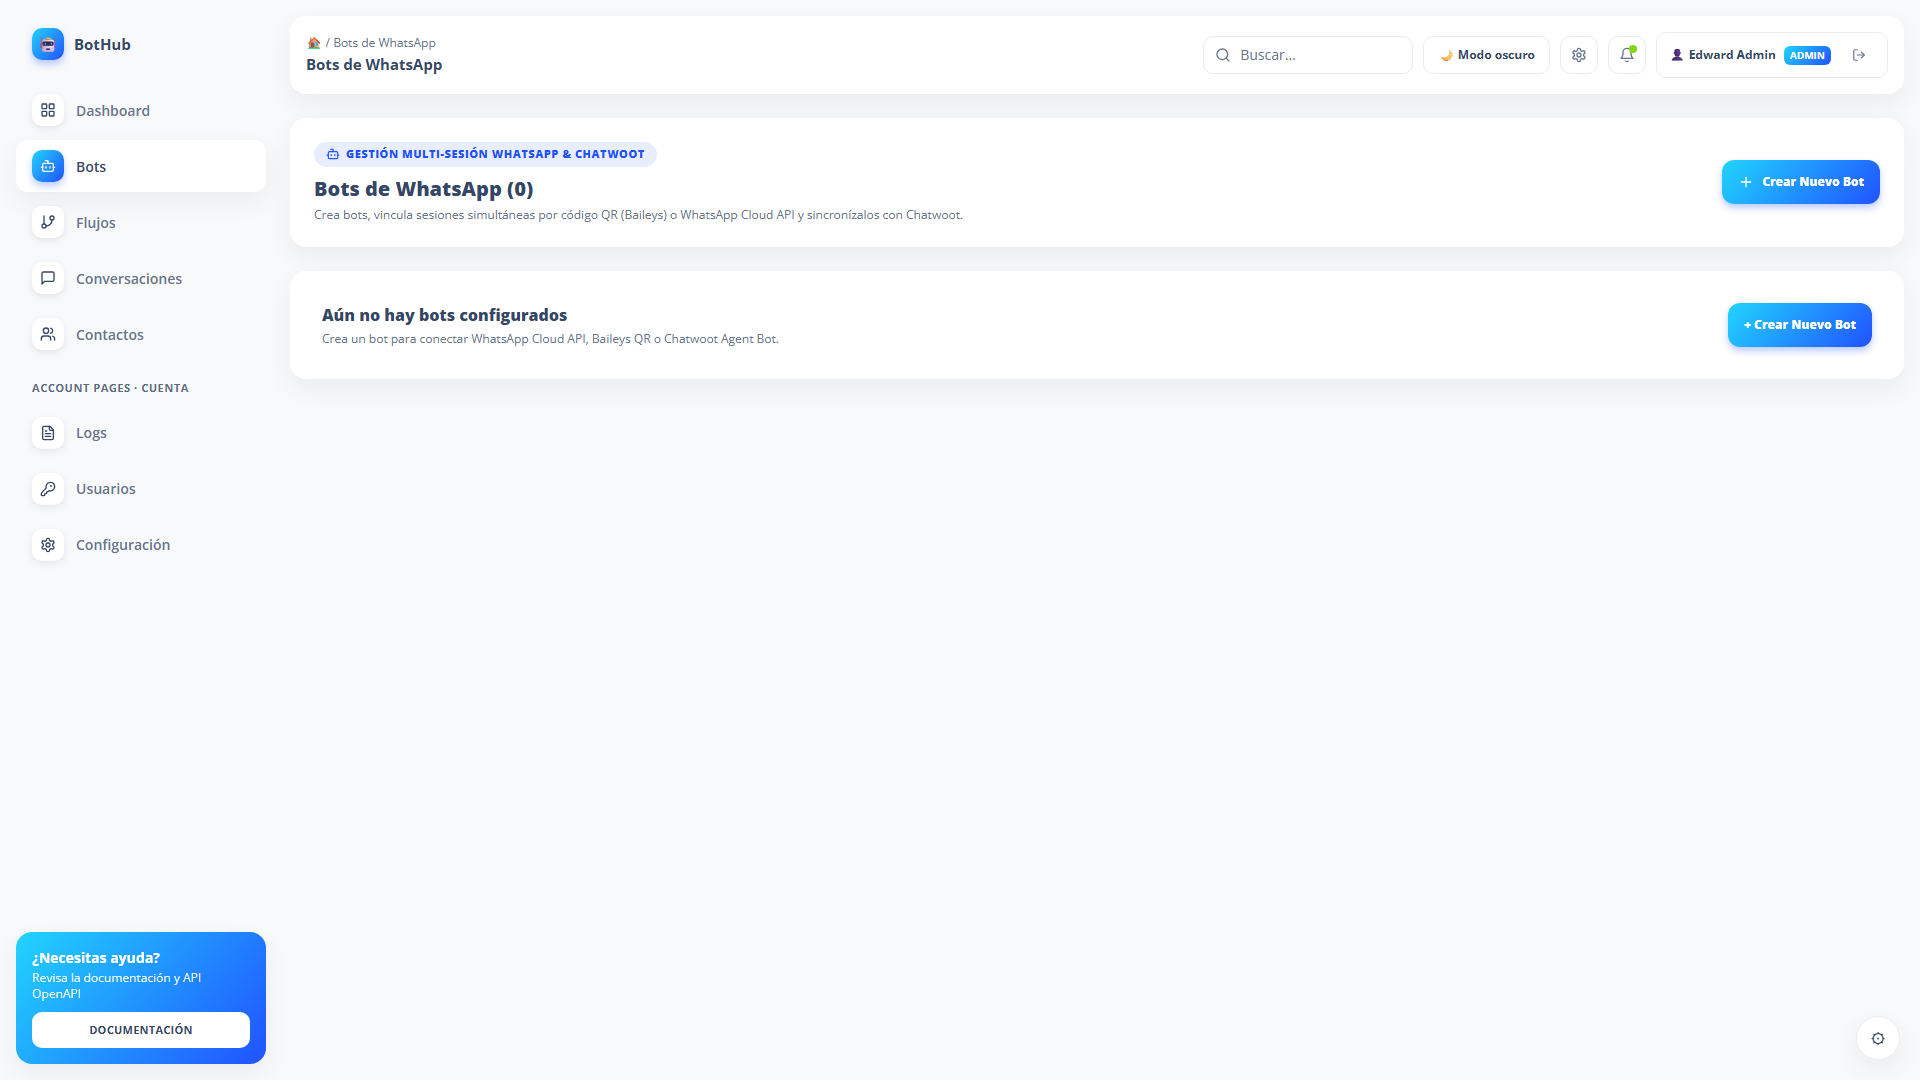 BotHub
Dashboard
Bots
Flujos
Conversaciones
Contactos
ACCOUNT PAGES · CUENTA
Logs
Usuarios
Configuración
¿Necesitas ayuda?
Revisa la documentación y API
OpenAPI
DOCUMENTACIÓN
/ Bots de WhatsApp
Bots de WhatsApp
Buscar...
Modo oscuro
Edward Admin ADMIN
GESTIÓN MULTI-SESIÓN WHATSAPP & CHATWOOT
Bots de WhatsApp (0)
Crea bots, vincula sesiones simultáneas por código QR (Baileys) o WhatsApp Cloud API y sincronízalos con Chatwoot.
Crear Nuevo Bot
Aún no hay bots configurados
Crea un bot para conectar WhatsApp Cloud API, Baileys QR o Chatwoot Agent Bot.
+ Crear Nuevo Bot